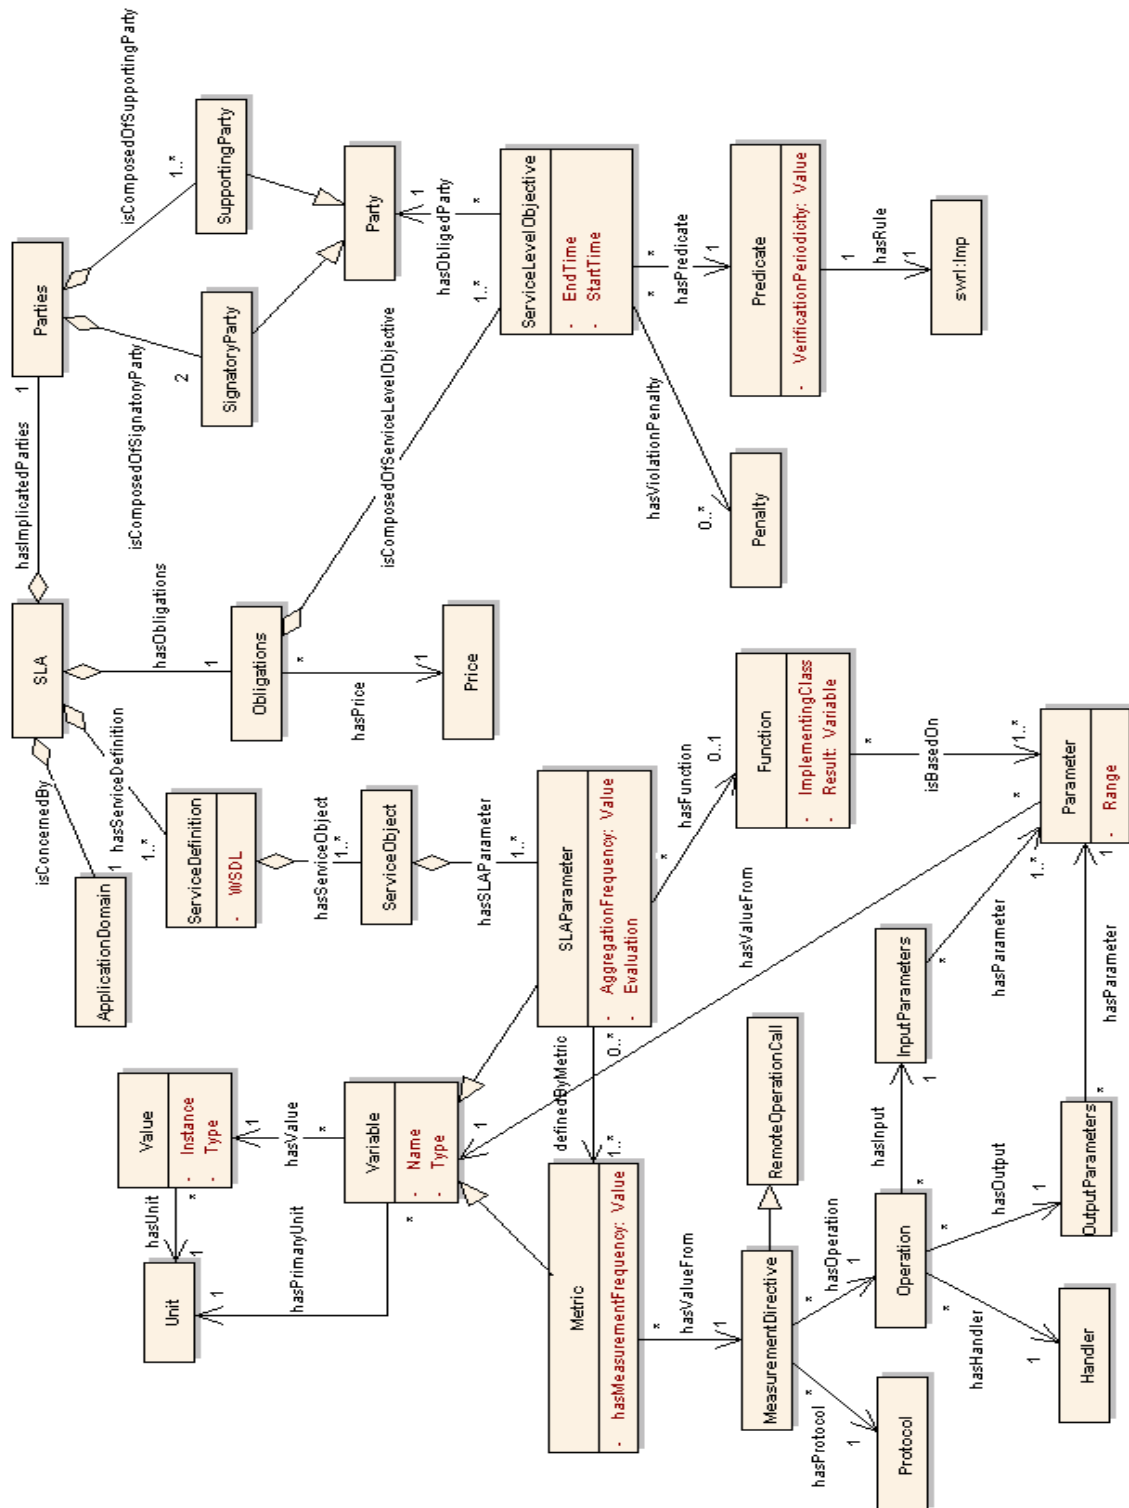 Unit
hasUnit
*
1
Value
- Instance
- Type
hasValue
1
*
hasPrimaryUnit
1
*
Variable
- Name
- Type
1
ApplicationDomain
isConcernedBy
1
hasServiceDefinition
1..*
ServiceDefinition
- WSDL
hasServiceObject
1..*
ServiceObject
hasSLAParameter
1..*
SLA
hasImplicatedParties
1
Parties
hasObligations
1
Obligations
*
hasPrice
1
Price
isComposedOfSignatoryParty
2
SignatoryParty
isComposedOfSupportingParty
1..*
SupportingParty
Party
1
hasObligedParty
*
isComposedOfServiceLevelObjective
1..*
ServiceLevelObjective
- EndTime
- StartTime
*
hasViolationPenalty
0..*
Penalty
*
hasPredicate
1
Predicate
- VerificationPeriodicity: Value
1
hasRule
1
swrl:Imp
Metric
- hasMeasurementFrequency: Value
definedByMetric
1..*
0..*
SLAParameter
- AggregationFrequency: Value
- Evaluation
*
hasFunction
0..1
Function
- ImplementingClass
- Result: Variable
*
isBasedOn
1..*
hasValueFrom
*
*
hasValueFrom
1
MeasurementDirective
RemoteOperationCall
*
hasProtocol
1
Protocol
*
hasOperation
1
Operation
*
hasInput
1
InputParameters
*
hasParameter
1..*
*
hasOutput
1
OutputParameters
*
hasParameter
1
*
hasHandler
1
Handler
Parameter
- Range